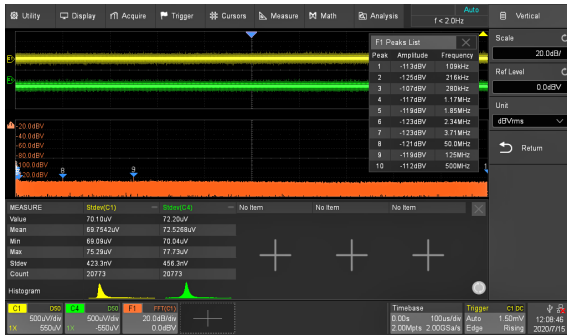 Utility Display Acquire Trigger Cursors Measure Math Analysis Auto f < 2.0Hz Vertical
F1 Peaks List
Peak Amplitude Frequency
1 -113dBV 109kHz
2 -125dBV 216kHz
3 -107dBV 280kHz
4 -117dBV 1.17MHz
5 -119dBV 1.85MHz
6 -123dBV 2.34MHz
7 -123dBV 3.71MHz
8 -121dBV 50.0MHz
9 -119dBV 125MHz
10 -112dBV 500MHz
Scale
20.0dB/
Ref Level
0.0dBV
Unit
dBVrms
Return
-20.0dBV
-40.0dBV
-60.0dBV
-80.0dBV
-100.0dBV
-120.0dBV
8 9
MEASURE Stdev(C1) Stdev(C4) No Item No Item No Item
Value 70.10uV 72.20uV
Mean 69.7542uV 72.5268uV
Min 69.09uV 70.04uV
Max 75.29uV 77.73uV
Stdev 423.3nV 456.3nV
Count 20773 20773
Histogram
C1 D50 C4 D50 F1 FFT(C1) Timebase Trigger C1 DC
500uV/div 500uV/div 20.0dB/div 0.00s 100us/div Auto 1.50mV 12:08:46
1X 550uV 1X -550uV 0.0dBV 2.00Mpts 2.00GSa/s Edge Rising 2020/7/15